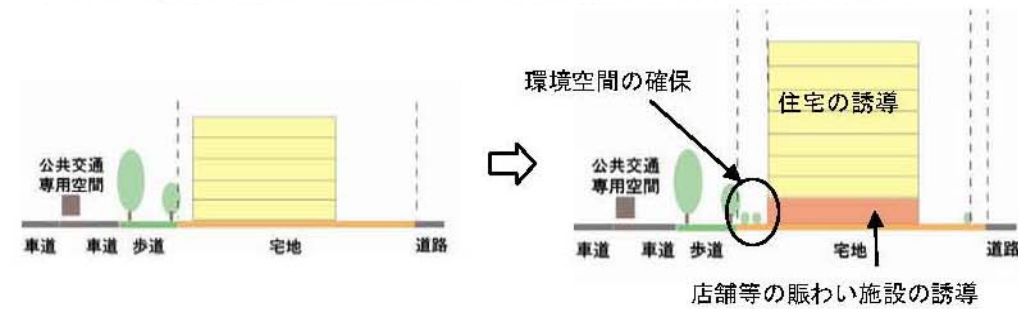 公共交通
専用空間
車道
車道
歩道
宅地
道路
環境空間の確保
住宅の誘導
公共交通
専用空間
車道
車道
歩道
宅地
道路
店舗等の賑わい施設の誘導